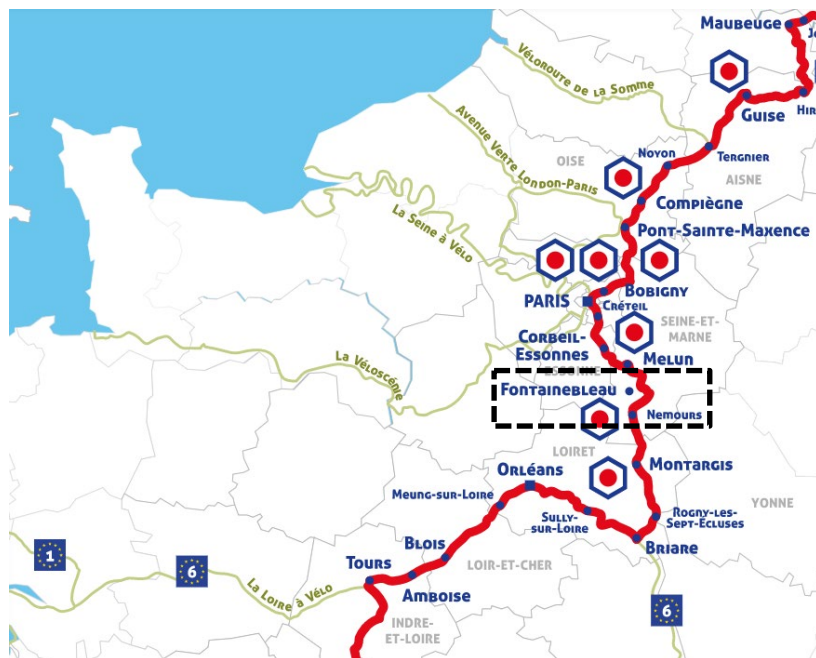 Maubeuge
Véloroute de la Somme
Guise
Avenue Verte London-Paris
Noyon
Tergnier
OISE
AISNE
Compiègne
La Seine à Vélo
Pont-Sainte-Maxence
Bobigny
PARIS
Créteil
SEINE-ET-
MARNE
Corbeil-
Essonnes
La Véloscénie
Melun
ESSONNE
Fontainebleau
Nemours
LOIRET
Orléans
Montargis
Meung-sur-Loire
YONNE
Sully-
sur-Loire
Rogny-les-
Sept-Écluses
Blois
Briare
1
6
Tours
LOIR-ET-CHER
La Loire à Vélo
Amboise
6
INDRE-
ET-LOIRE